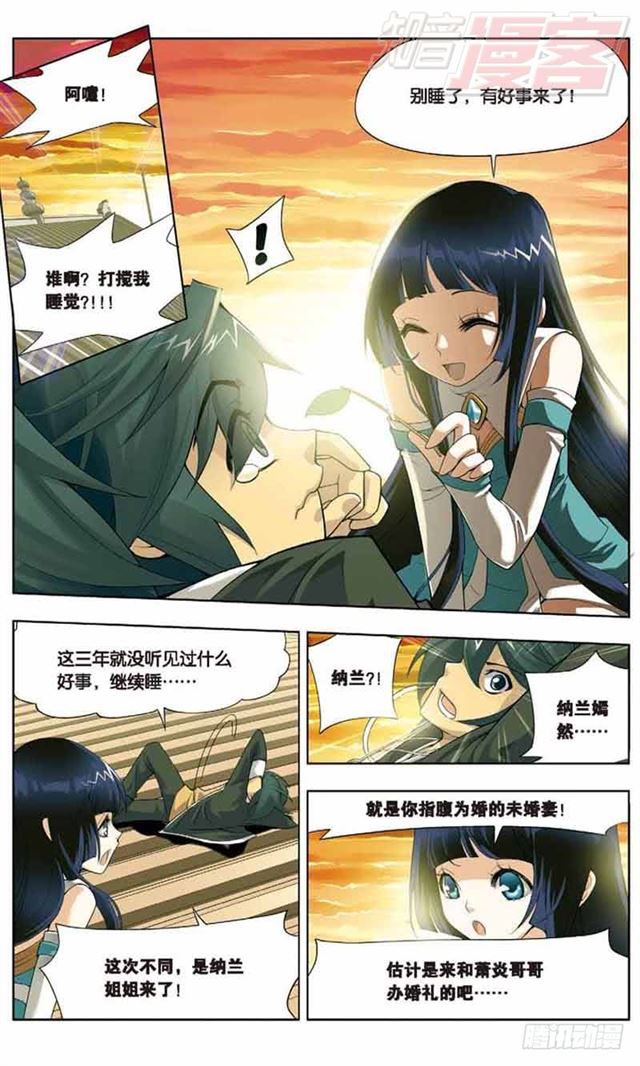 知音漫客
阿嚏！
谁啊？打搅我
睡觉？!!!
别睡了，有好事来了！
！
这三年就没听见过什么
好事，继续睡……
这次不同，是纳兰
姐姐来了！
纳兰？!
纳兰嫣
然……
就是你指腹为婚的未婚妻！
估计是来和萧炎哥哥
办婚礼的吧……
腾讯动漫